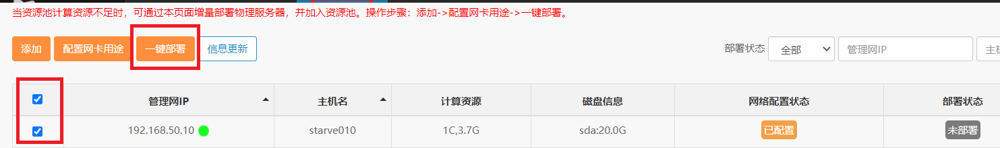 当资源池计算资源不足时，可通过本页面增量部署物理服务器，并加入资源池。操作步骤：添加->配置网卡用途->一键部署。
添加 配置网卡用途 一键部署 信息更新 部署状态 全部 管理网IP 主机
管理网IP 主机名 计算资源 磁盘信息 网络配置状态 部署状态
192.168.50.10 starve010 1C,3.7G sda:20.0G 已配置 未部署